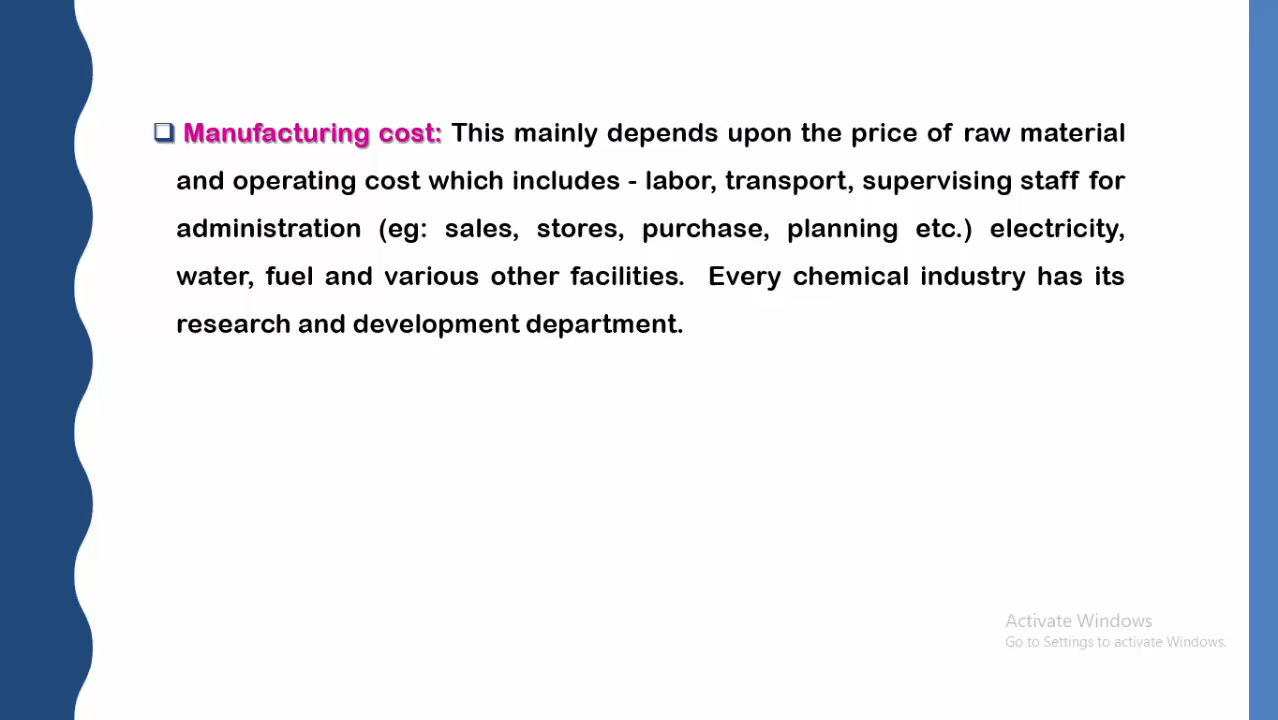 Manufacturing cost: This mainly depends upon the price of raw material
and operating cost which includes - labor, transport, supervising staff for
administration (eg: sales, stores, purchase, planning etc.) electricity,
water, fuel and various other facilities. Every chemical industry has its
research and development department.
Activate Windows
Go to Settings to activate Windows.